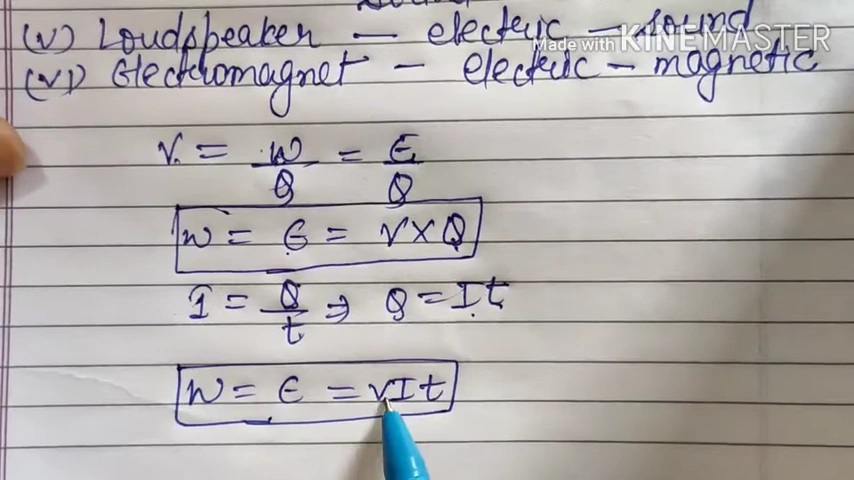 (v) Loudspeaker — electric — sound
Made with KINEMASTER
(vi) Electromagnet — electric — magnetic
V = W/Q = E/Q
W = E = V×Q
I = Q/t ⇒ Q = It
W = E = VIt